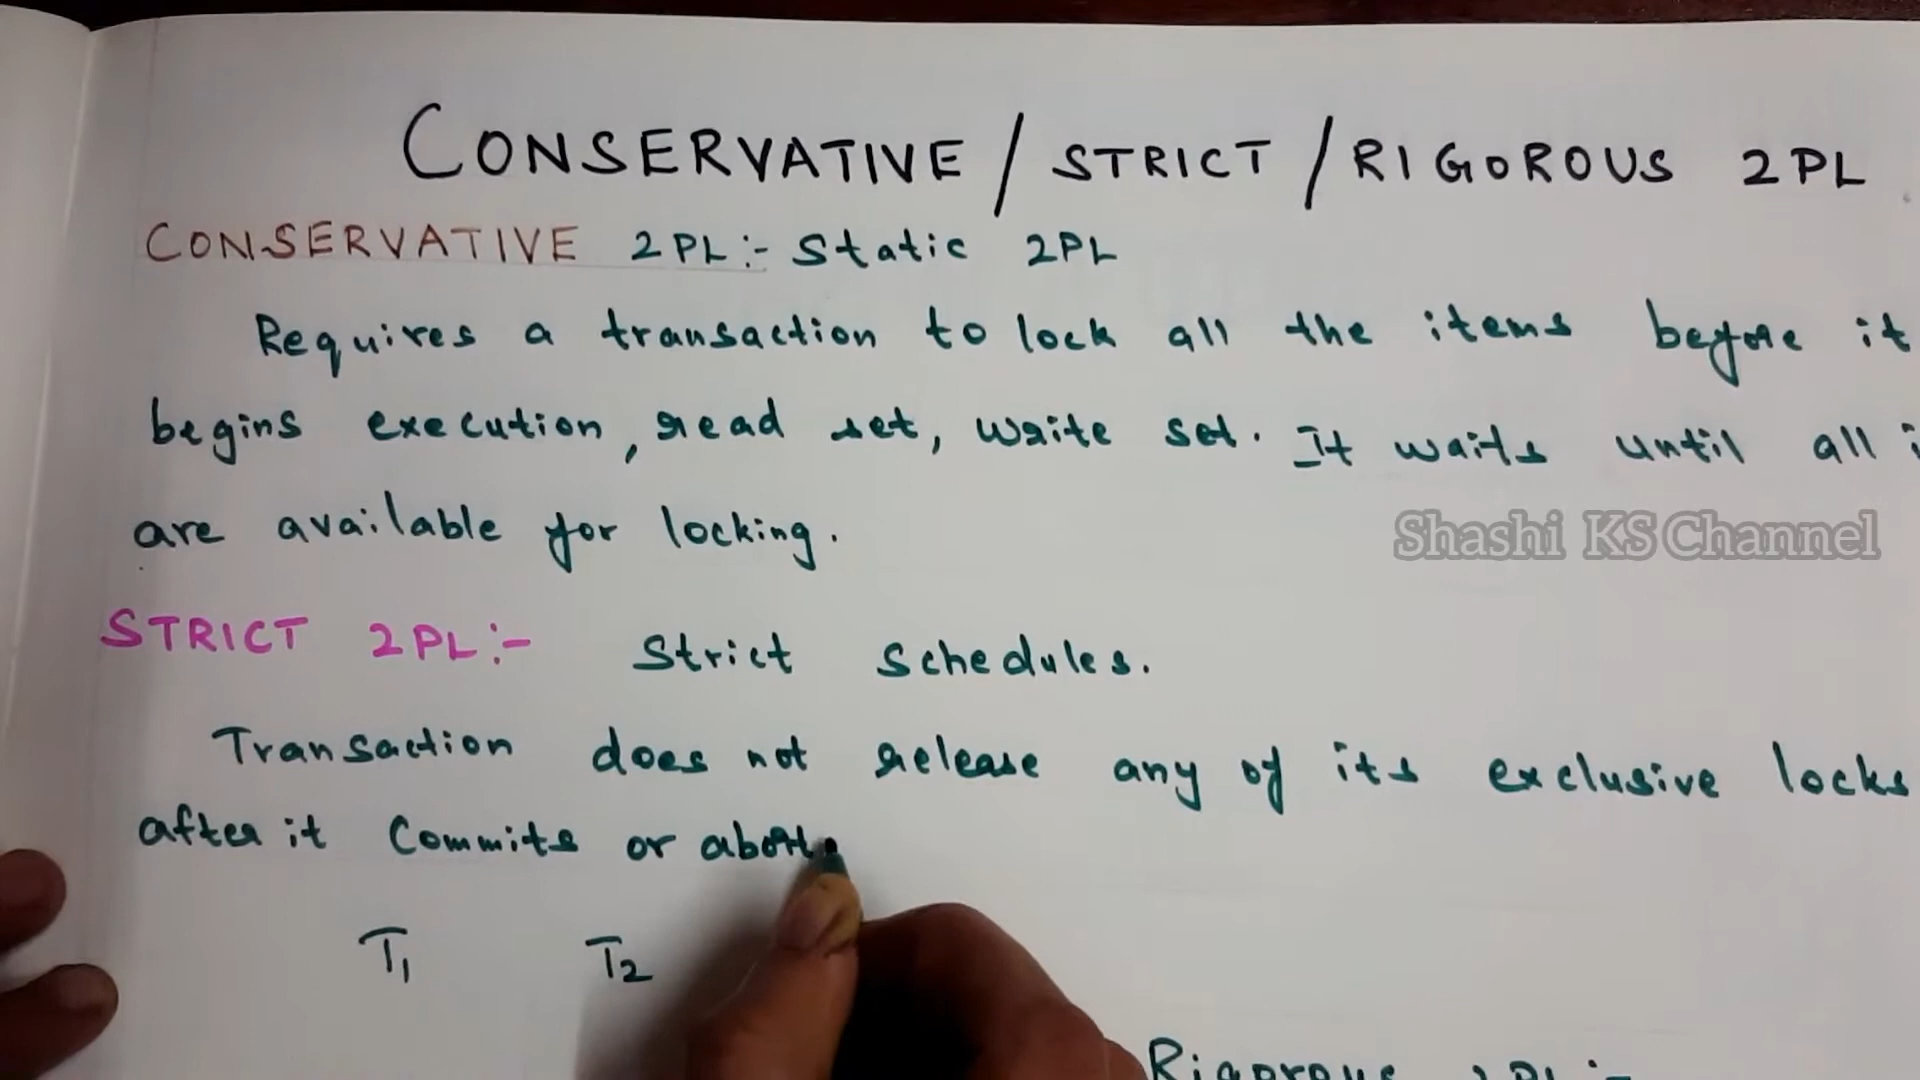 CONSERVATIVE / STRICT / RIGOROUS 2PL
CONSERVATIVE 2PL:- Static 2PL
Requires a transaction to lock all the items before it
begins execution, read set, write set. It waits until all i
are available for locking.
Shashi KS Channel
STRICT 2PL:- Strict schedules.
Transaction does not release any of its exclusive locks
after it Commits or abort
T1 T2
Rigorous 2PL:-